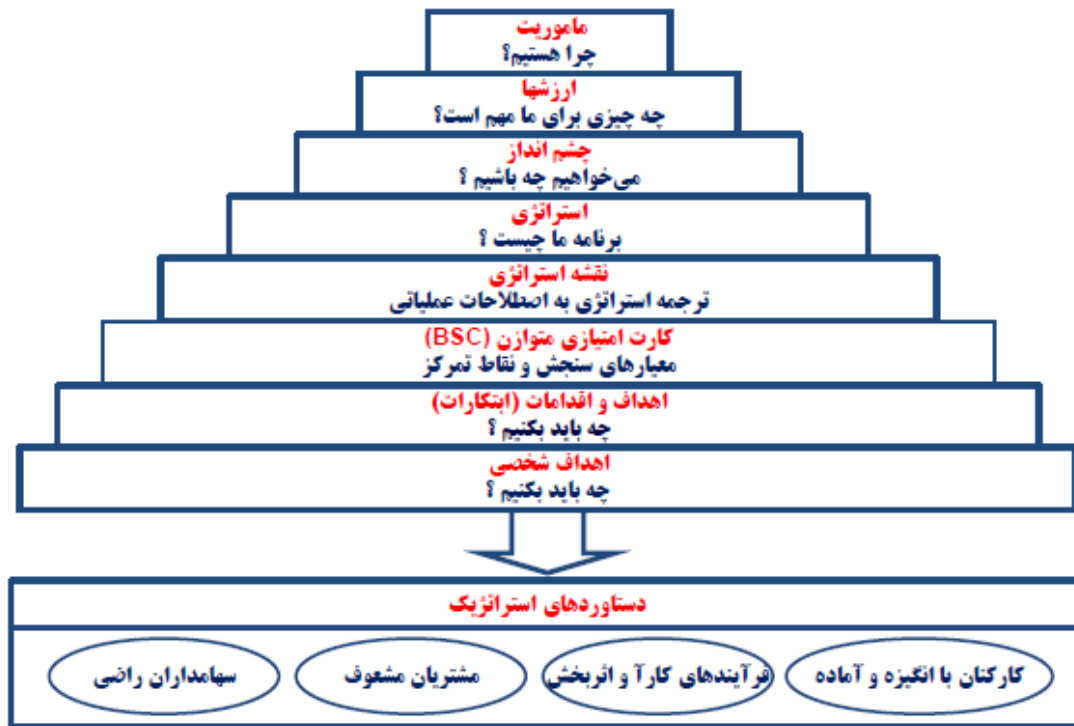 ماموریت
چرا هستیم؟
ارزشها
چه چیزی برای ما مهم است؟
چشم انداز
می‌خواهیم چه باشیم ؟
استراتژی
برنامه ما چیست ؟
نقشه استراتژی
ترجمه استراتژی به اصطلاحات عملیاتی
کارت امتیازی متوازن (BSC)
معیارهای سنجش و نقاط تمرکز
اهداف و اقدامات (ابتکارات)
چه باید بکنیم ؟
اهداف شخصی
چه باید بکنیم ؟
دستاوردهای استراتژیک
کارکنان با انگیزه و آماده
فرآیندهای کارآ و اثربخش
مشتریان مشعوف
سهامداران راضی